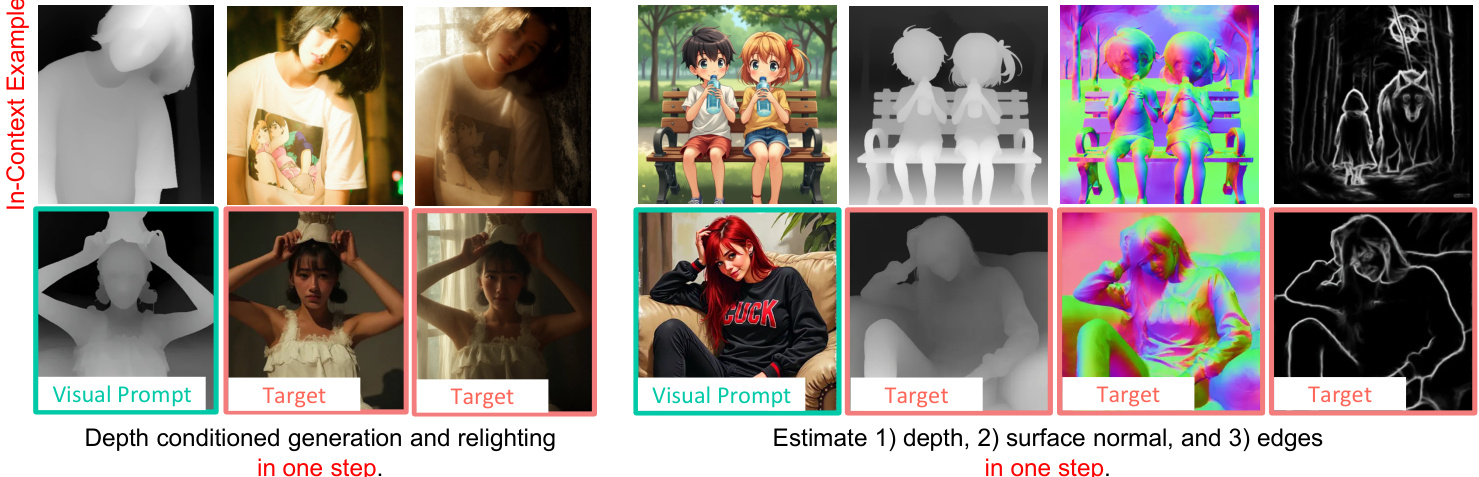 In-Context Example
CUCK
Visual Prompt
Target
Target
Visual Prompt
Target
Target
Target
Depth conditioned generation and relighting
in one step.
Estimate 1) depth, 2) surface normal, and 3) edges
in one step.